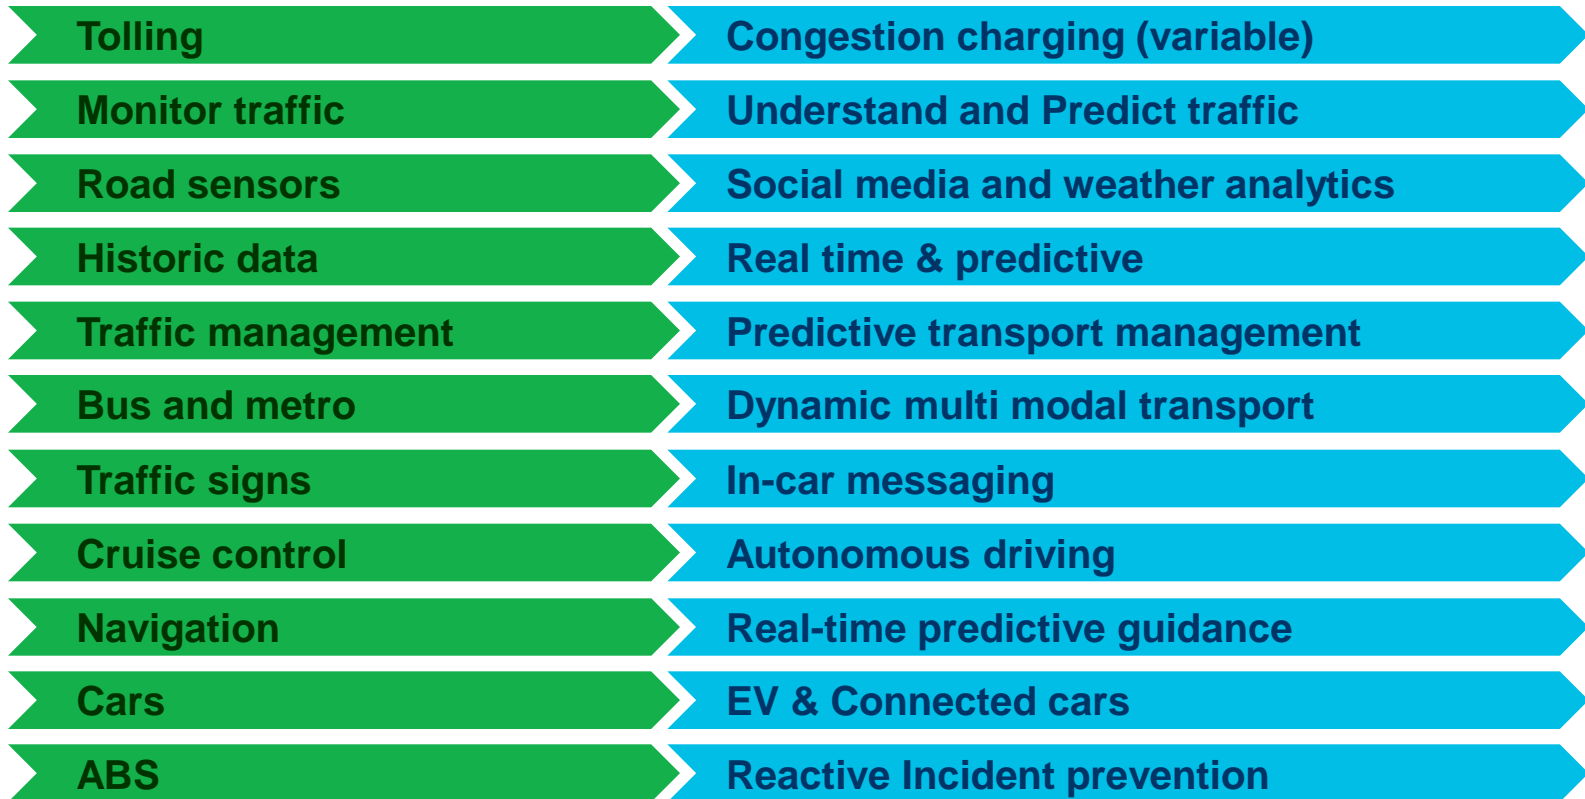 Tolling
Congestion charging (variable)
Monitor traffic
Understand and Predict traffic
Road sensors
Social media and weather analytics
Historic data
Real time & predictive
Traffic management
Predictive transport management
Bus and metro
Dynamic multi modal transport
Traffic signs
In-car messaging
Cruise control
Autonomous driving
Navigation
Real-time predictive guidance
Cars
EV & Connected cars
ABS
Reactive Incident prevention